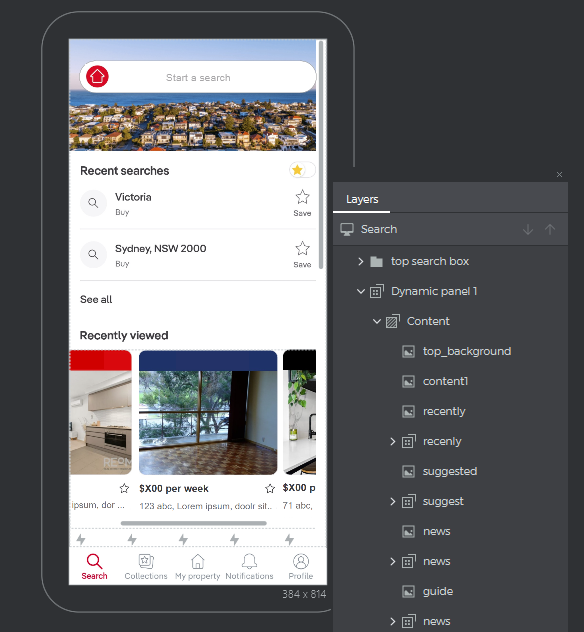 Start a search
Recent searches
Victoria
Buy
Save
Sydney, NSW 2000
Buy
Save
See all
Recently viewed
$X00 per week
$X00 p
ipsum, dor ...
123 abc, Lorem ipsum, doolr sit..
71 abc,
Search
Collections
My property
Notifications
Profile
384 x 814
Layers
Search
top search box
Dynamic panel 1
Content
top_background
content1
recently
recenly
suggested
suggest
news
news
guide
news